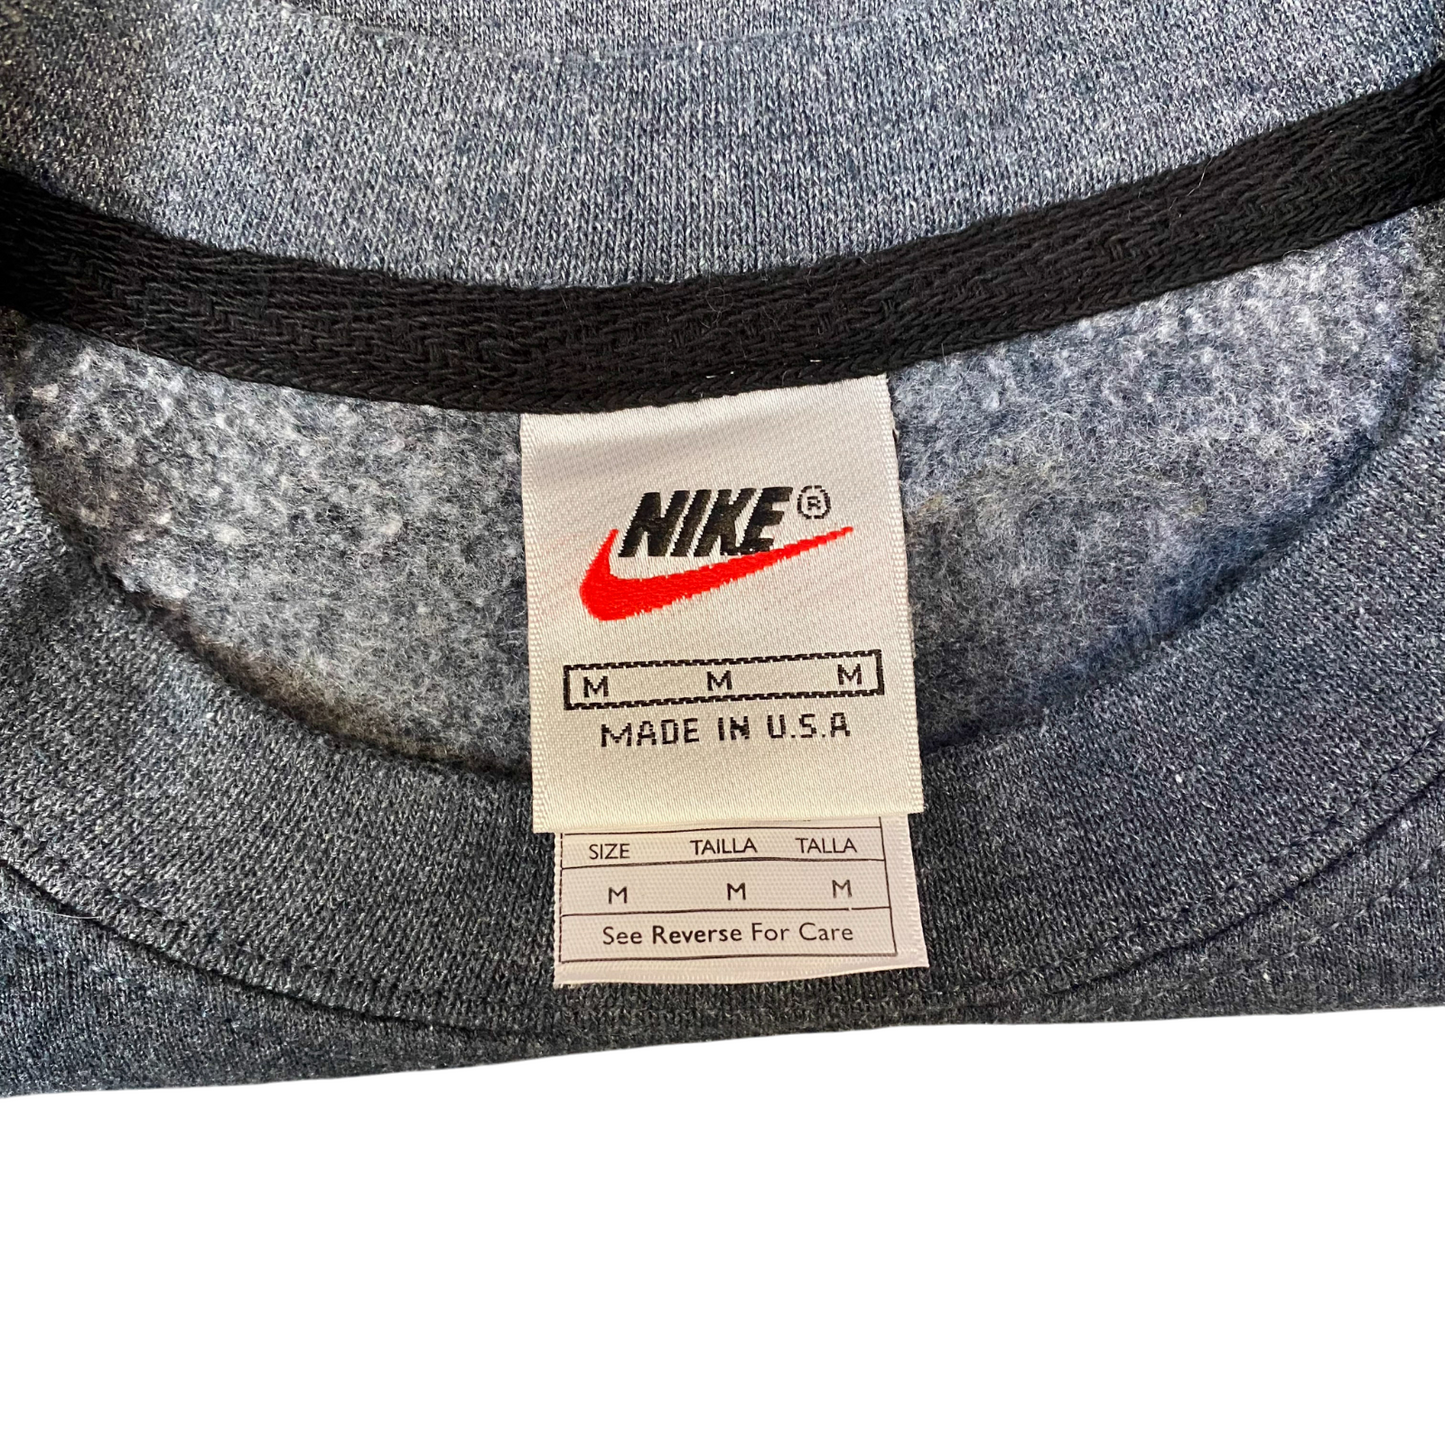 NIKE®
M M M
MADE IN U.S.A
SIZE TAILLA TALLA
M M M
See Reverse For Care